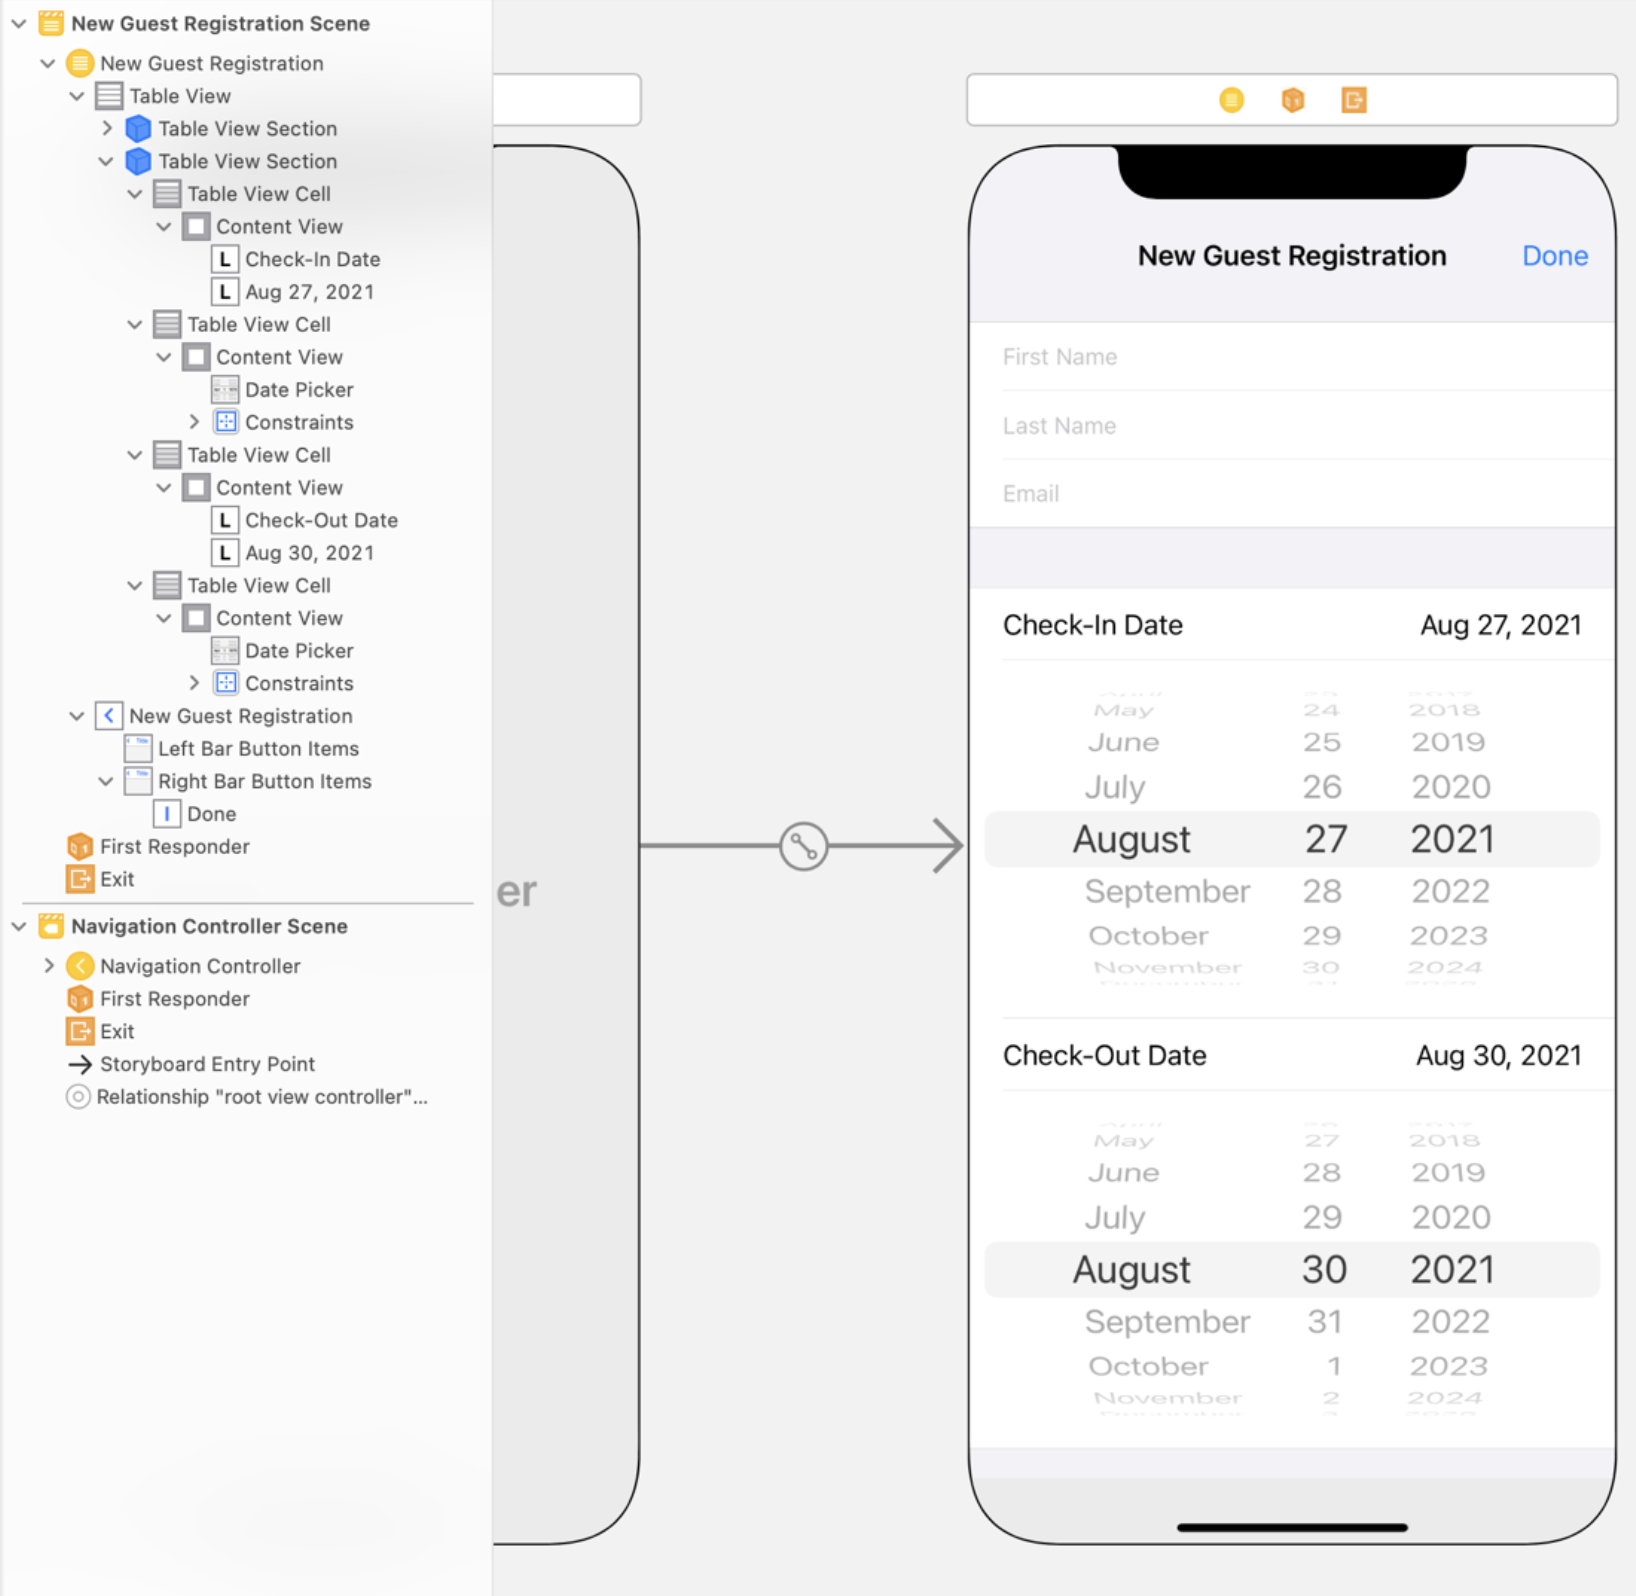 New Guest Registration Scene
New Guest Registration
Table View
Table View Section
Table View Section
Table View Cell
Content View
L Check-In Date
L Aug 27, 2021
Table View Cell
Content View
Date Picker
Constraints
Table View Cell
Content View
L Check-Out Date
L Aug 30, 2021
Table View Cell
Content View
Date Picker
Constraints
New Guest Registration
Left Bar Button Items
Right Bar Button Items
Done
First Responder
Exit
Navigation Controller Scene
Navigation Controller
First Responder
Exit
Storyboard Entry Point
Relationship "root view controller"...
er
New Guest Registration Done
First Name
Last Name
Email
Check-In Date Aug 27, 2021
May 24 2018
June 25 2019
July 26 2020
August 27 2021
September 28 2022
October 29 2023
November 30 2024
Check-Out Date Aug 30, 2021
May 27 2018
June 28 2019
July 29 2020
August 30 2021
September 31 2022
October 1 2023
November 2 2024